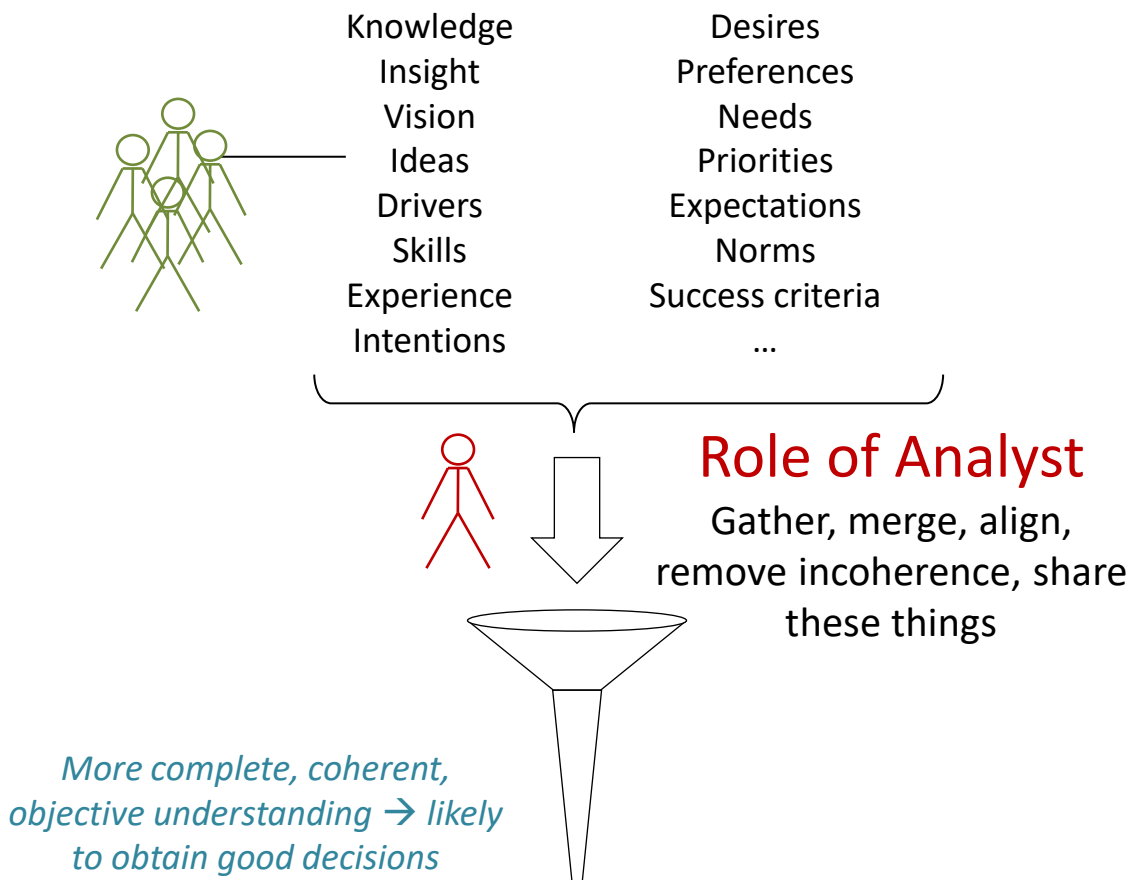 Knowledge
Insight
Vision
Ideas
Drivers
Skills
Experience
Intentions
Desires
Preferences
Needs
Priorities
Expectations
Norms
Success criteria
…
Role of Analyst
Gather, merge, align,
remove incoherence, share
these things
More complete, coherent,
objective understanding → likely
to obtain good decisions